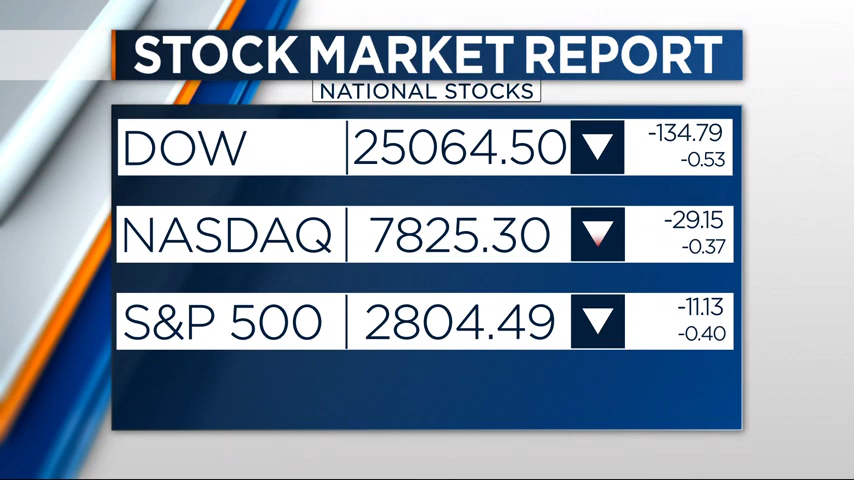 STOCK MARKET REPORT
NATIONAL STOCKS
DOW 25064.50 -134.79
-0.53
NASDAQ 7825.30 -29.15
-0.37
S&P 500 2804.49 -11.13
-0.40